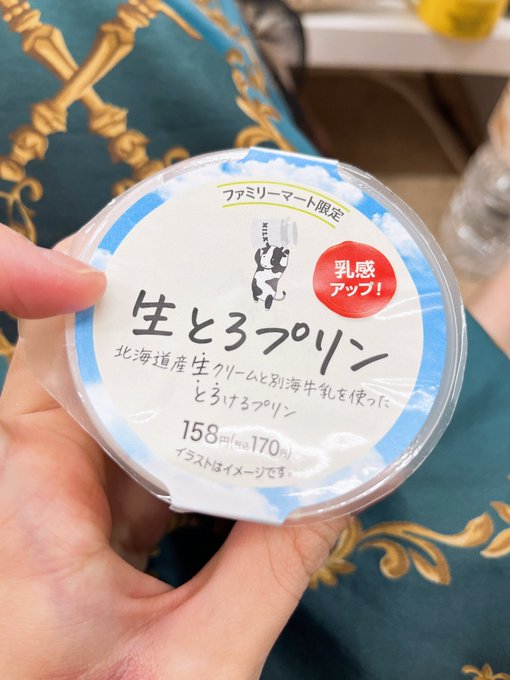 ファミリーマート限定
MILK
乳感
アップ!
生とろプリン
北海道産生クリームと別海牛乳を使った
とろけるプリン
158円(税込170円)
イラストはイメージです。